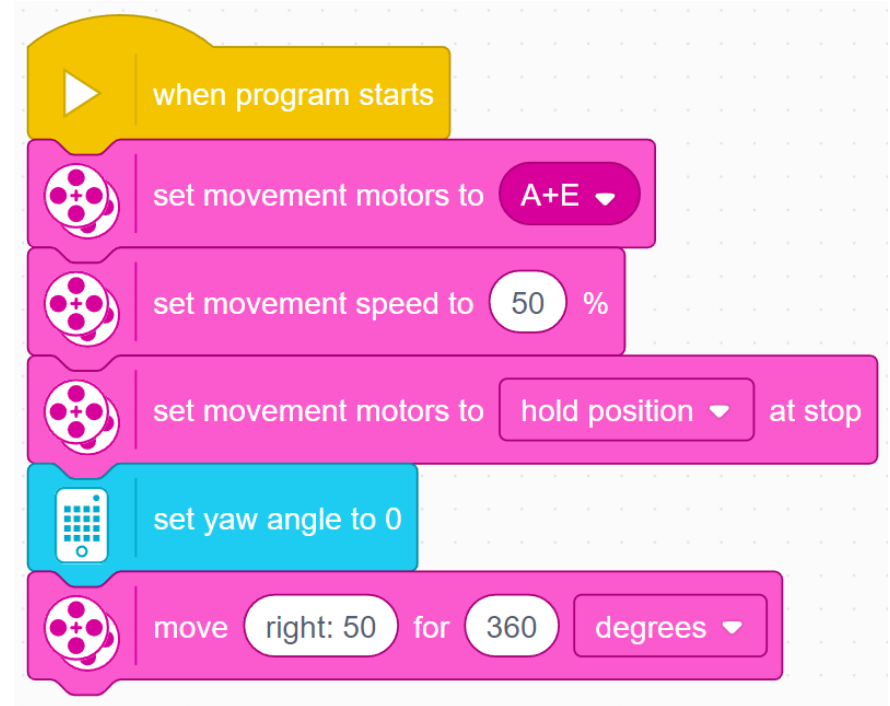 when program starts
set movement motors to A+E
set movement speed to 50 %
set movement motors to hold position at stop
set yaw angle to 0
move right: 50 for 360 degrees